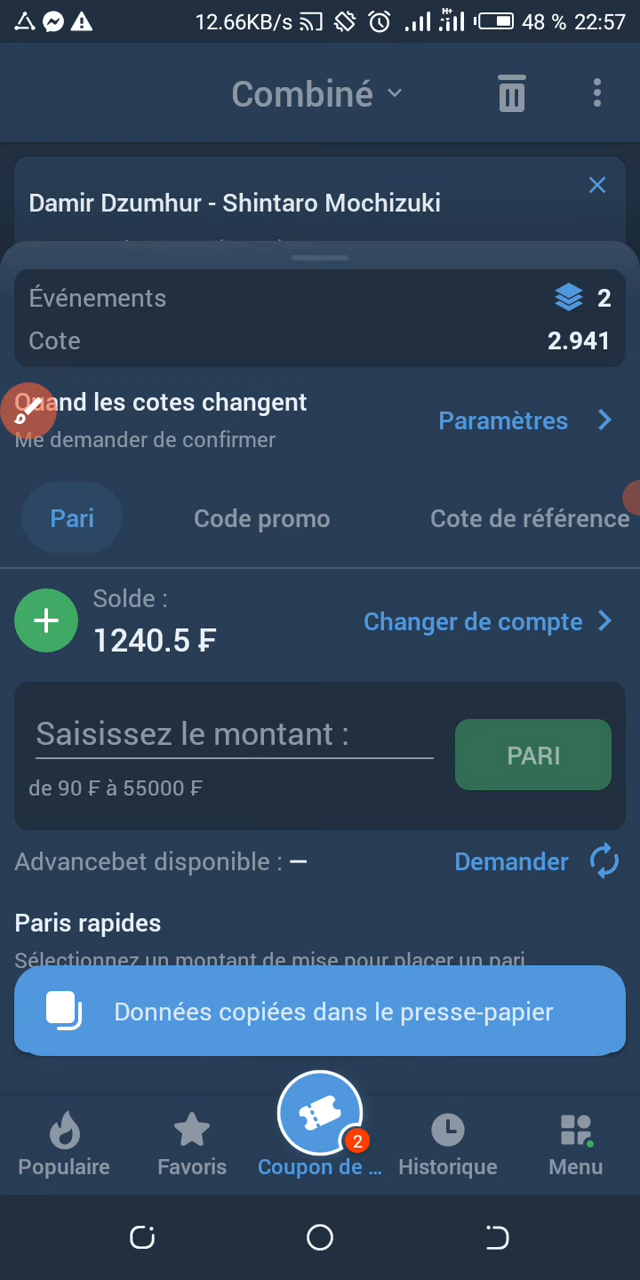 12.66KB/s H+ 48 % 22:57
Combiné
Damir Dzumhur - Shintaro Mochizuki
Événements 2
Cote 2.941
Quand les cotes changent
Me demander de confirmer
Paramètres
Pari Code promo Cote de référence
Solde :
1240.5 ₣
Changer de compte
Saisissez le montant :
PARI
de 90 ₣ à 55000 ₣
Advancebet disponible : –
Demander
Paris rapides
Sélectionnez un montant de mise pour placer un pari
Données copiées dans le presse-papier
2
Populaire Favoris Coupon de ... Historique Menu